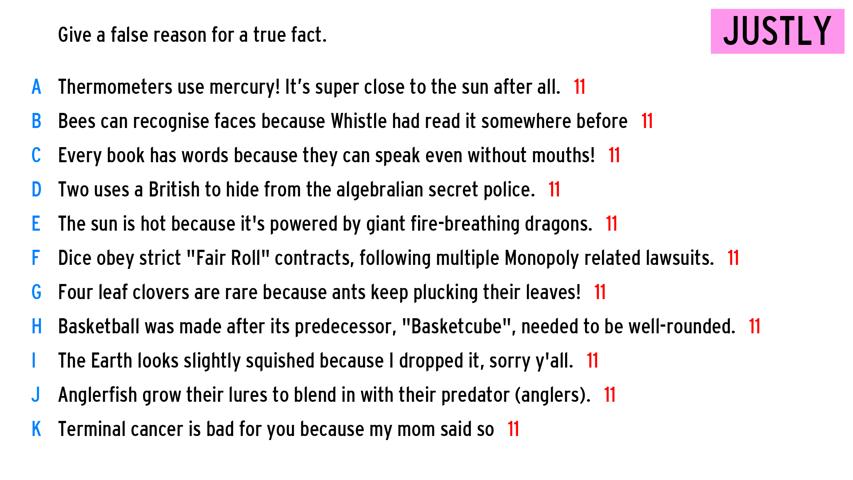 Give a false reason for a true fact.
JUSTLY
A Thermometers use mercury! It's super close to the sun after all. 11
B Bees can recognise faces because Whistle had read it somewhere before 11
C Every book has words because they can speak even without mouths! 11
D Two uses a British to hide from the algebralian secret police. 11
E The sun is hot because it's powered by giant fire-breathing dragons. 11
F Dice obey strict "Fair Roll" contracts, following multiple Monopoly related lawsuits. 11
G Four leaf clovers are rare because ants keep plucking their leaves! 11
H Basketball was made after its predecessor, "Basketcube", needed to be well-rounded. 11
I The Earth looks slightly squished because I dropped it, sorry y'all. 11
J Anglerfish grow their lures to blend in with their predator (anglers). 11
K Terminal cancer is bad for you because my mom said so 11